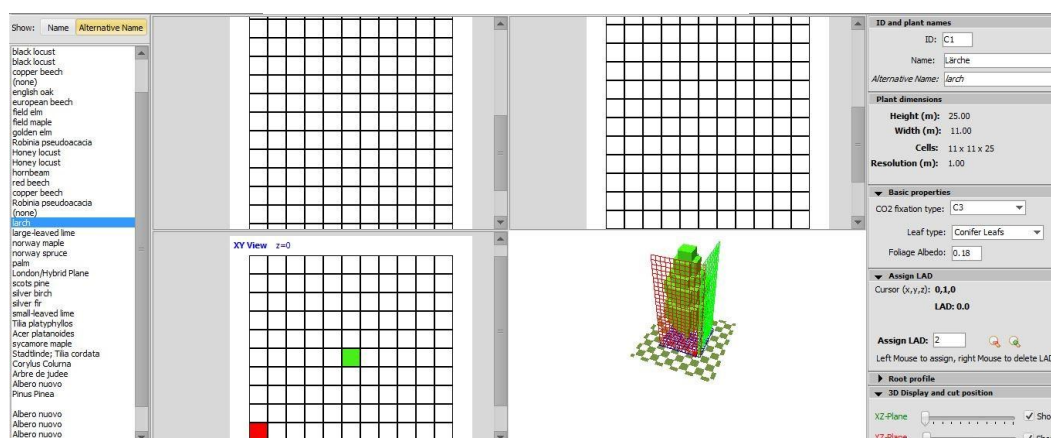 Show: Name Alternative Name
black locust
black locust
copper beech
(none)
english oak
european beech
field elm
field maple
golden elm
Robinia pseudoacacia
Honey locust
Honey locust
hornbeam
red beech
copper beech
Robinia pseudoacacia
(none)
larch
large-leaved lime
norway maple
norway spruce
palm
London/Hybrid Plane
scots pine
silver birch
silver fir
small-leaved lime
Tilia platyphyllos
Acer platanoides
sycamore maple
Stadtlinde; Tilia cordata
Corylus Colurna
Arbre de judee
Albero nuovo
Pinus Pinea
Albero nuovo
Albero nuovo
Albero nuovo
XY View z=0
ID and plant names
ID: C1
Name: Lärche
Alternative Name: larch
Plant dimensions
Height (m): 25.00
Width (m): 11.00
Cells: 11 x 11 x 25
Resolution (m): 1.00
Basic properties
CO2 fixation type: C3
Leaf type: Conifer Leafs
Foliage Albedo: 0.18
Assign LAD
Cursor (x,y,z): 0,1,0
LAD: 0.0
Assign LAD: 2
Left Mouse to assign, right Mouse to delete LAD
Root profile
3D Display and cut position
XZ-Plane Sho
YZ-Plane Sho